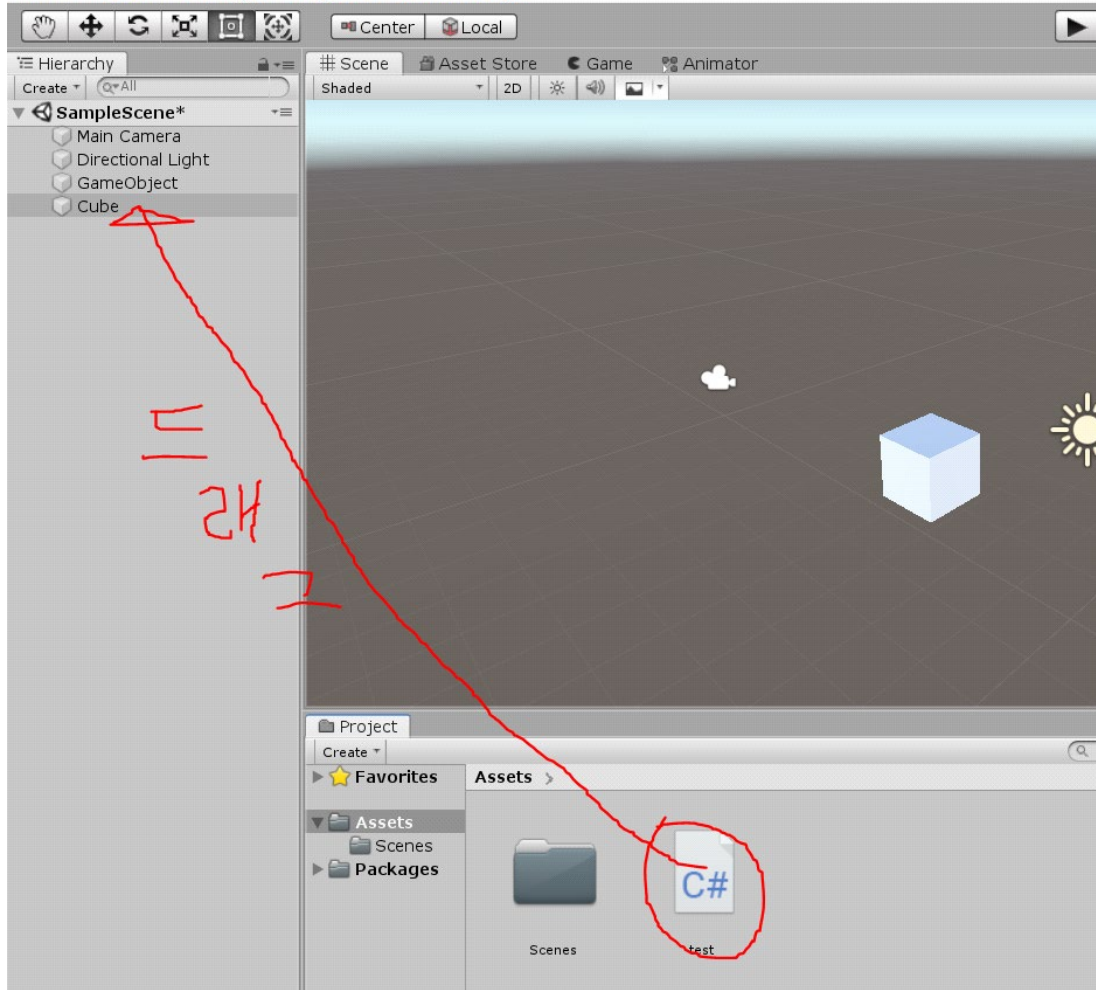 Center Local
Hierarchy
Create All
SampleScene*
Main Camera
Directional Light
GameObject
Cube
Scene Asset Store Game Animator
Shaded 2D
드
래
그
Project
Create
Favorites
Assets
Scenes
Packages
Assets >
C#
Scenes test